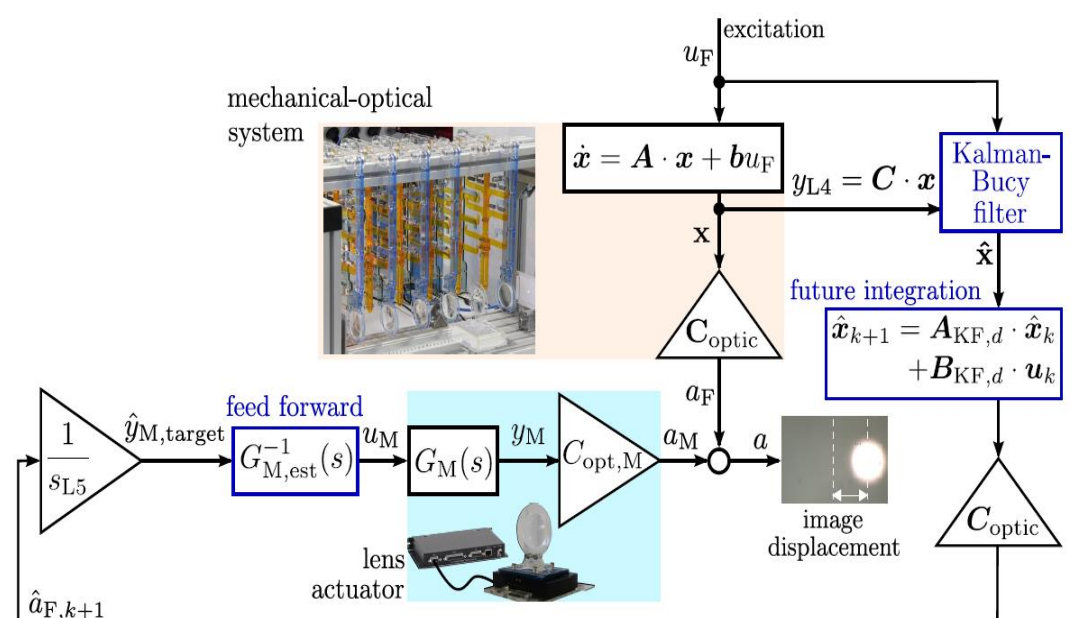 excitation
u_F
mechanical-optical
system
ẋ = A · x + bu_F
y_L4 = C · x
Kalman-
Bucy
filter
x
x̂
future integration
C_optic
x̂_{k+1} = A_{KF,d} · x̂_k
+B_{KF,d} · u_k
a_F
feed forward
1
s_L5
ŷ_{M,target}
G_{M,est}^{-1}(s)
u_M
G_M(s)
y_M
C_{opt,M}
a_M
a
C_optic
image
displacement
lens
actuator
â_{F,k+1}